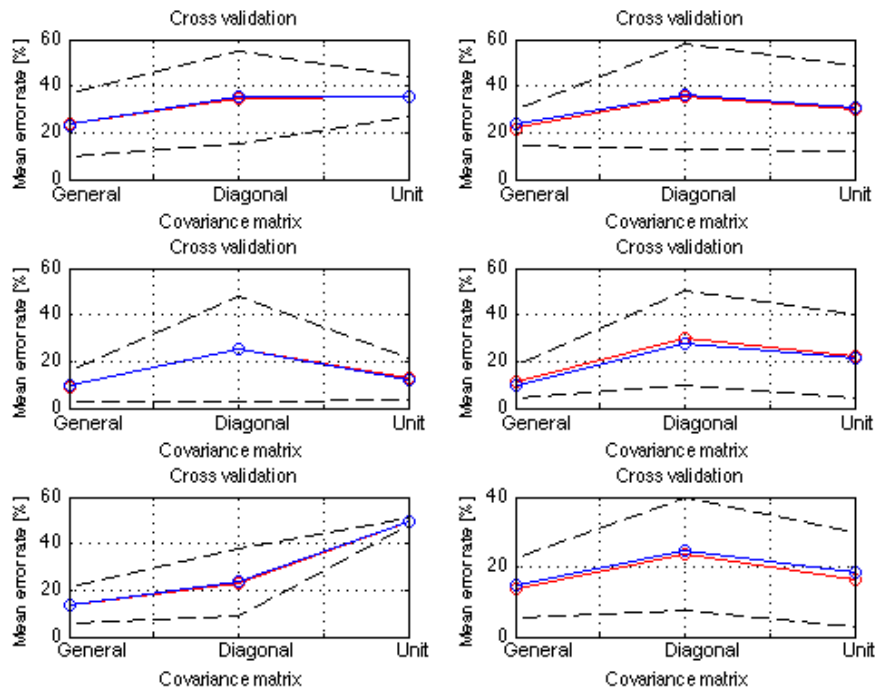 Cross validation
60
40
20
0
Mean error rate [%]
General Diagonal Unit
Covariance matrix
Cross validation
60
40
20
0
Mean error rate [%]
General Diagonal Unit
Covariance matrix
Cross validation
60
40
20
0
Mean error rate [%]
General Diagonal Unit
Covariance matrix
Cross validation
60
40
20
0
Mean error rate [%]
General Diagonal Unit
Covariance matrix
Cross validation
60
40
20
0
Mean error rate [%]
General Diagonal Unit
Covariance matrix
Cross validation
40
20
0
Mean error rate [%]
General Diagonal Unit
Covariance matrix